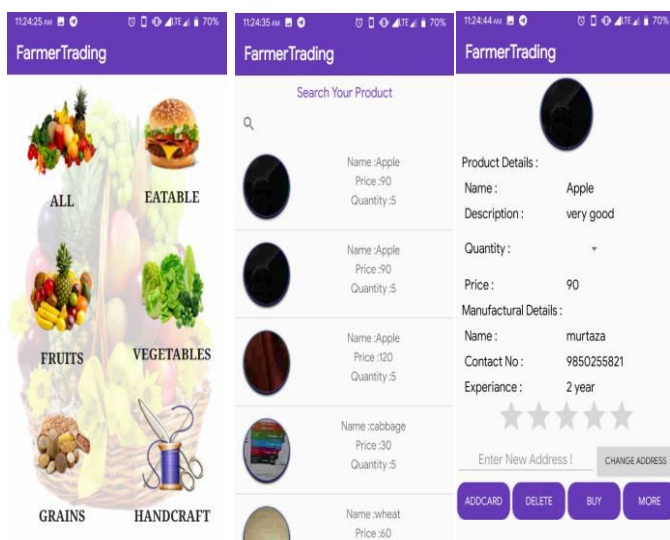 11:24:25 AM 70%
FarmerTrading
ALL EATABLE
FRUITS VEGETABLES
GRAINS HANDCRAFT
11:24:35 AM LTE 70%
FarmerTrading
Search Your Product
Name :Apple
Price :90
Quantity :5
Name :Apple
Price :90
Quantity :5
Name :Apple
Price :120
Quantity :5
Name :cabbage
Price :30
Quantity :5
Name :wheat
Price :60
11:24:44 AM LTE 70%
FarmerTrading
Product Details :
Name : Apple
Description : very good
Quantity :
Price : 90
Manufactural Details :
Name : murtaza
Contact No : 9850255821
Experiance : 2 year
Enter New Address ! CHANGE ADDRESS
ADDCARD DELETE BUY MORE